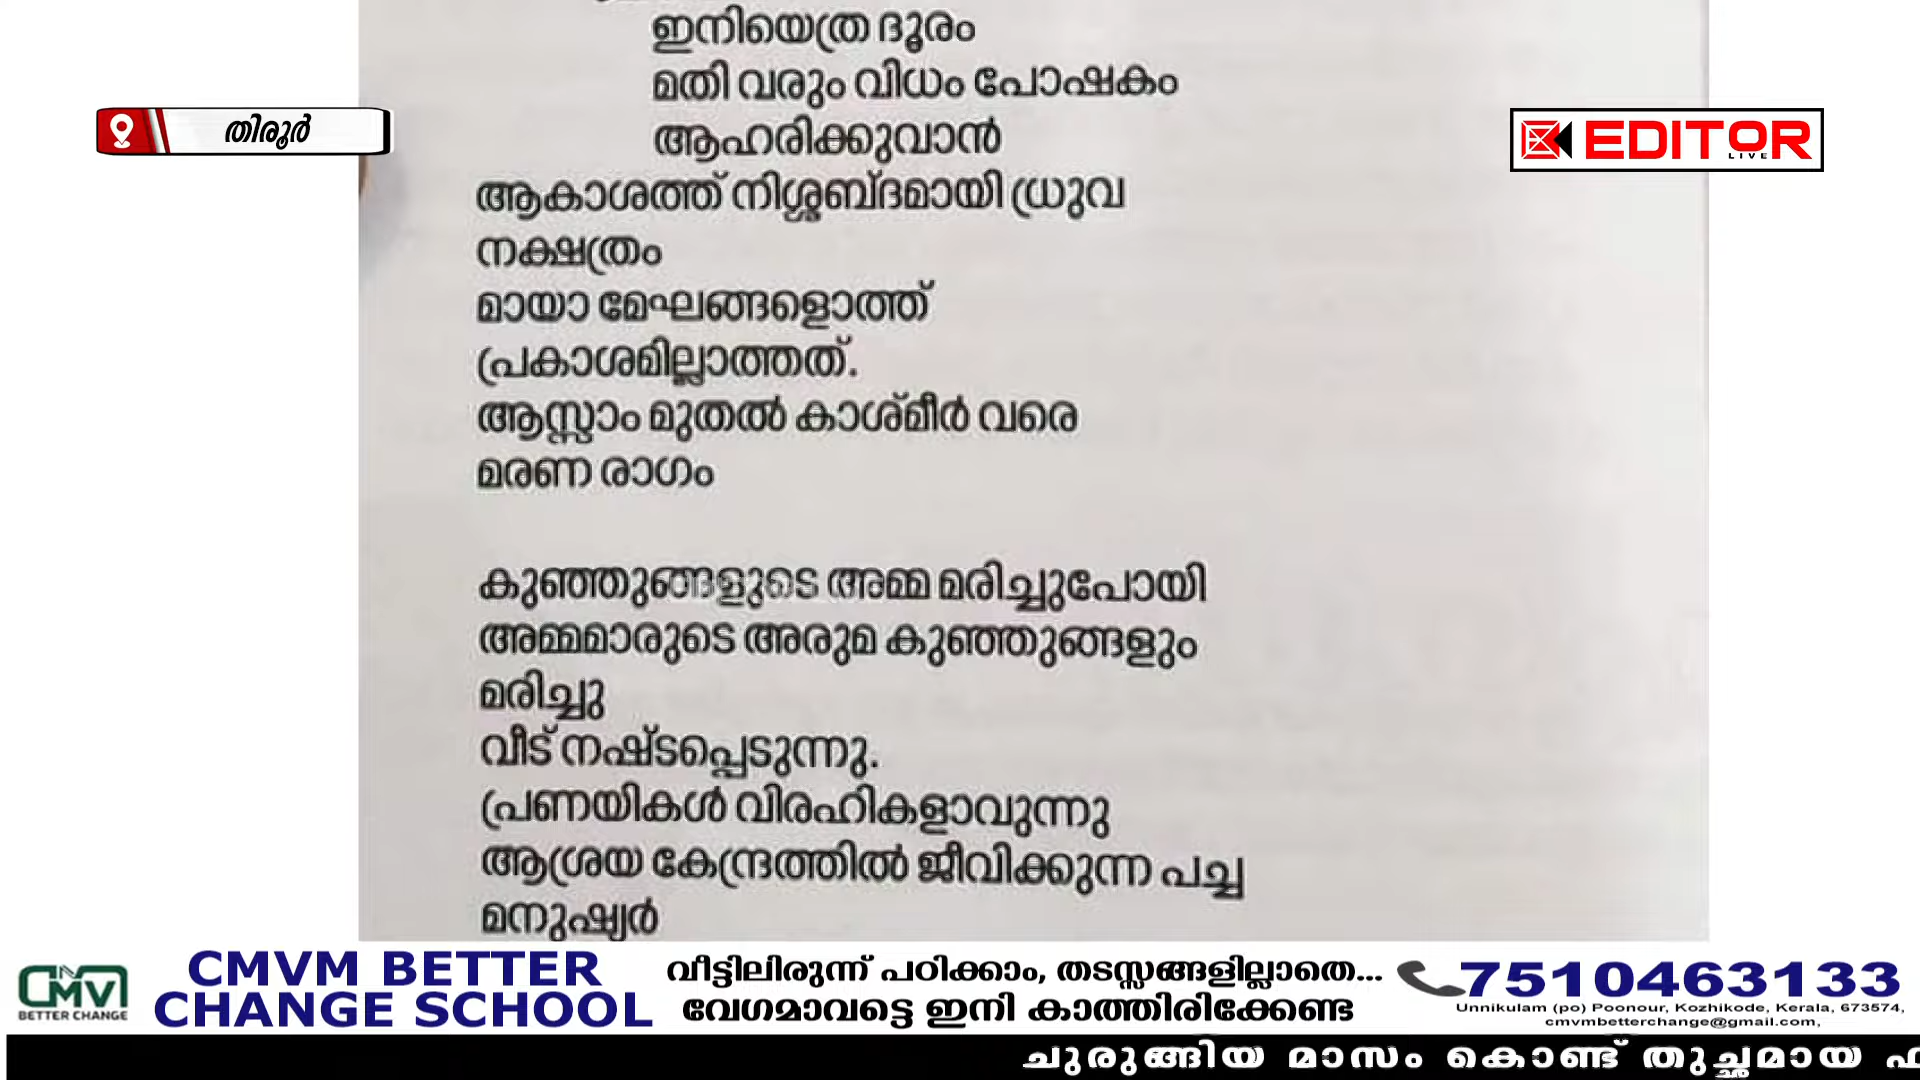 ഇനിയെത്ര ദൂരം
മതി വരും വിധം പോഷകം
ആഹരിക്കുവാൻ
തിരൂർ
EDITOR
LIVE
ആകാശത്ത് നിശ്ശബ്ദമായി ധ്രുവ
നക്ഷത്രം
മായാ മേഘങ്ങളൊത്ത്
പ്രകാശമില്ലാത്തത്.
ആസ്സാം മുതൽ കാശ്മീർ വരെ
മരണ രാഗം
കുഞ്ഞുങ്ങളുടെ അമ്മ മരിച്ചുപോയി
അമ്മമാരുടെ അരുമ കുഞ്ഞുങ്ങളും
മരിച്ചു
വീട് നഷ്ടപ്പെടുന്നു.
പ്രണയികൾ വിരഹികളാവുന്നു
ആശ്രയ കേന്ദ്രത്തിൽ ജീവിക്കുന്ന പച്ച
മനുഷ്യർ
CMVM
BETTER CHANGE
CMVM BETTER
CHANGE SCHOOL
വീട്ടിലിരുന്ന് പഠിക്കാം, തടസ്സങ്ങളില്ലാതെ...
വേഗമാവട്ടെ ഇനി കാത്തിരിക്കേണ്ട
7510463133
Unnikulam (po) Poonour, Kozhikode, Kerala, 673574,
cmvmbetterchange@gmail.com,
ചുരുങ്ങിയ മാസം കൊണ്ട് തുച്ഛമായ